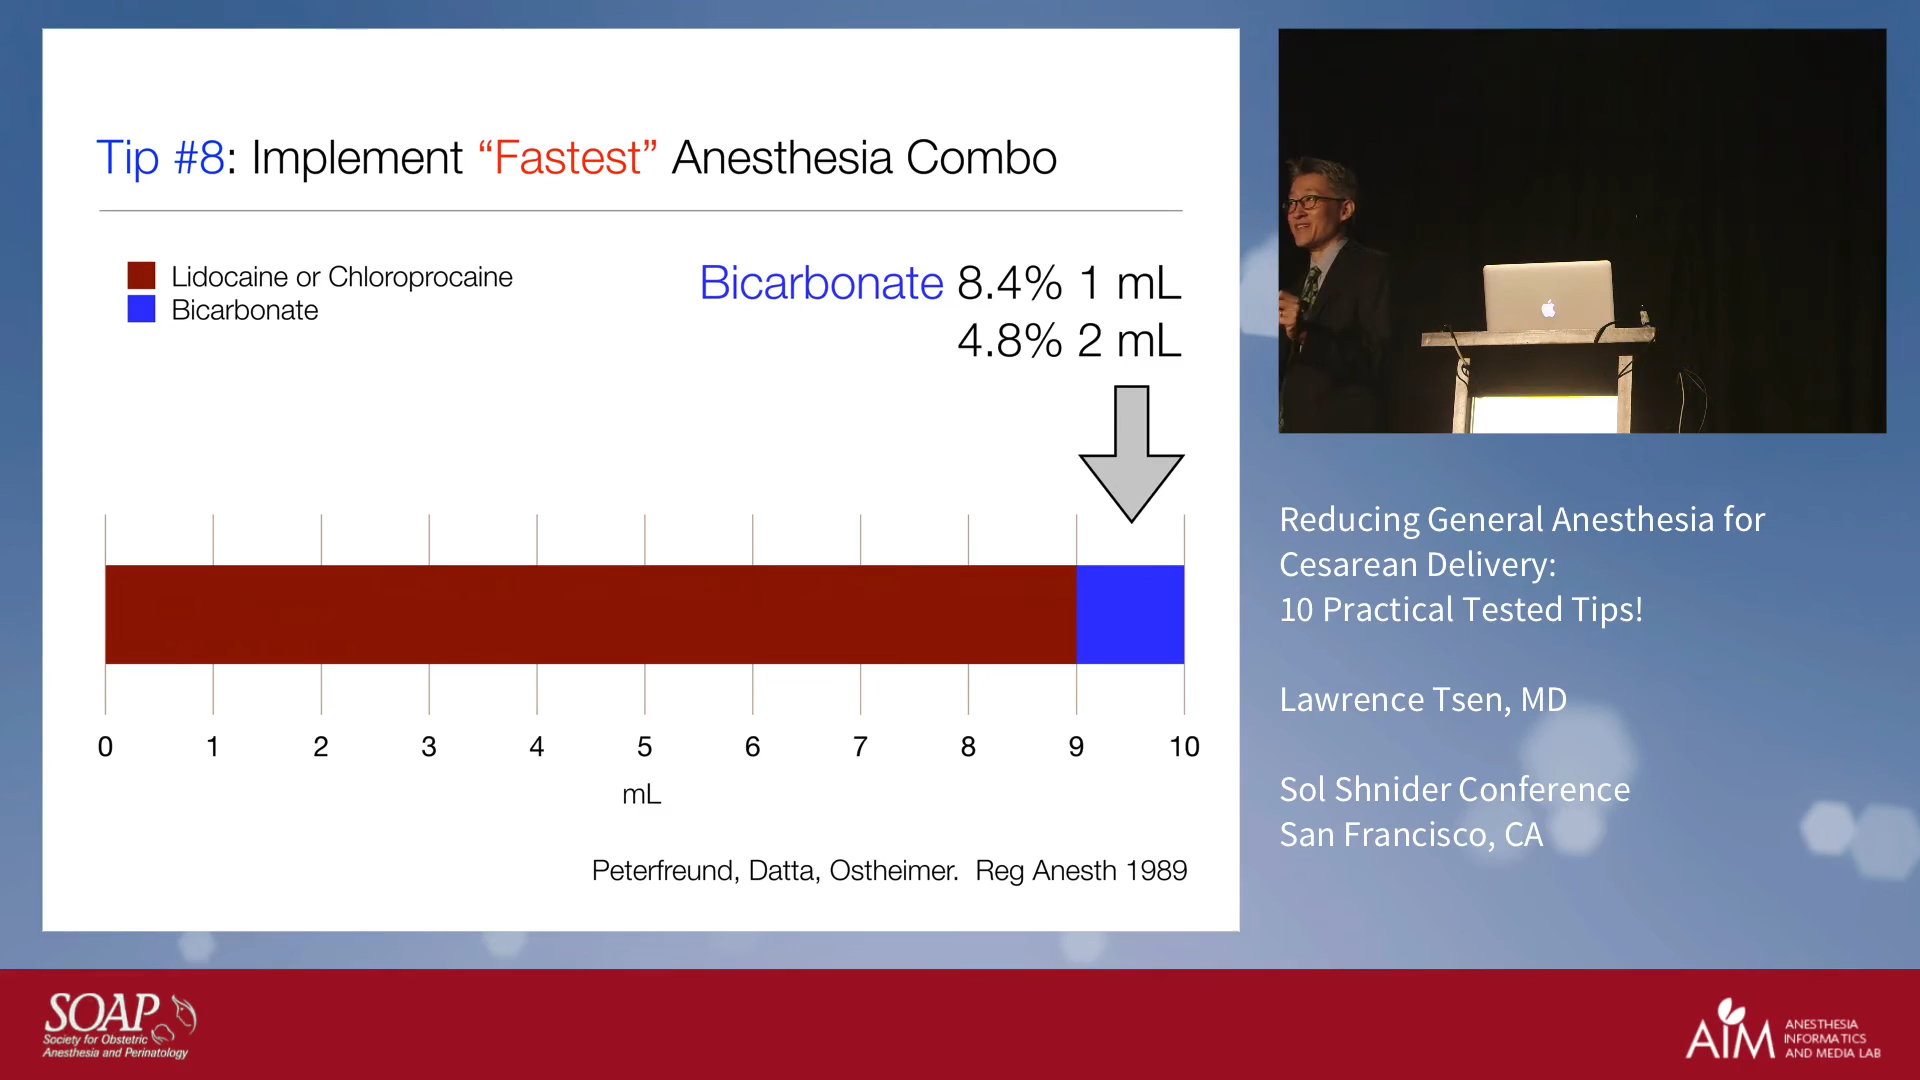 Tip #8: Implement “Fastest” Anesthesia Combo
Lidocaine or Chloroprocaine
Bicarbonate
Bicarbonate 8.4% 1 mL
4.8% 2 mL
0 1 2 3 4 5 6 7 8 9 10
mL
Peterfreund, Datta, Ostheimer. Reg Anesth 1989
Reducing General Anesthesia for
Cesarean Delivery:
10 Practical Tested Tips!
Lawrence Tsen, MD
Sol Shnider Conference
San Francisco, CA
SOAP
Society for Obstetric
Anesthesia and Perinatology
AIM
ANESTHESIA
INFORMATICS
AND MEDIA LAB